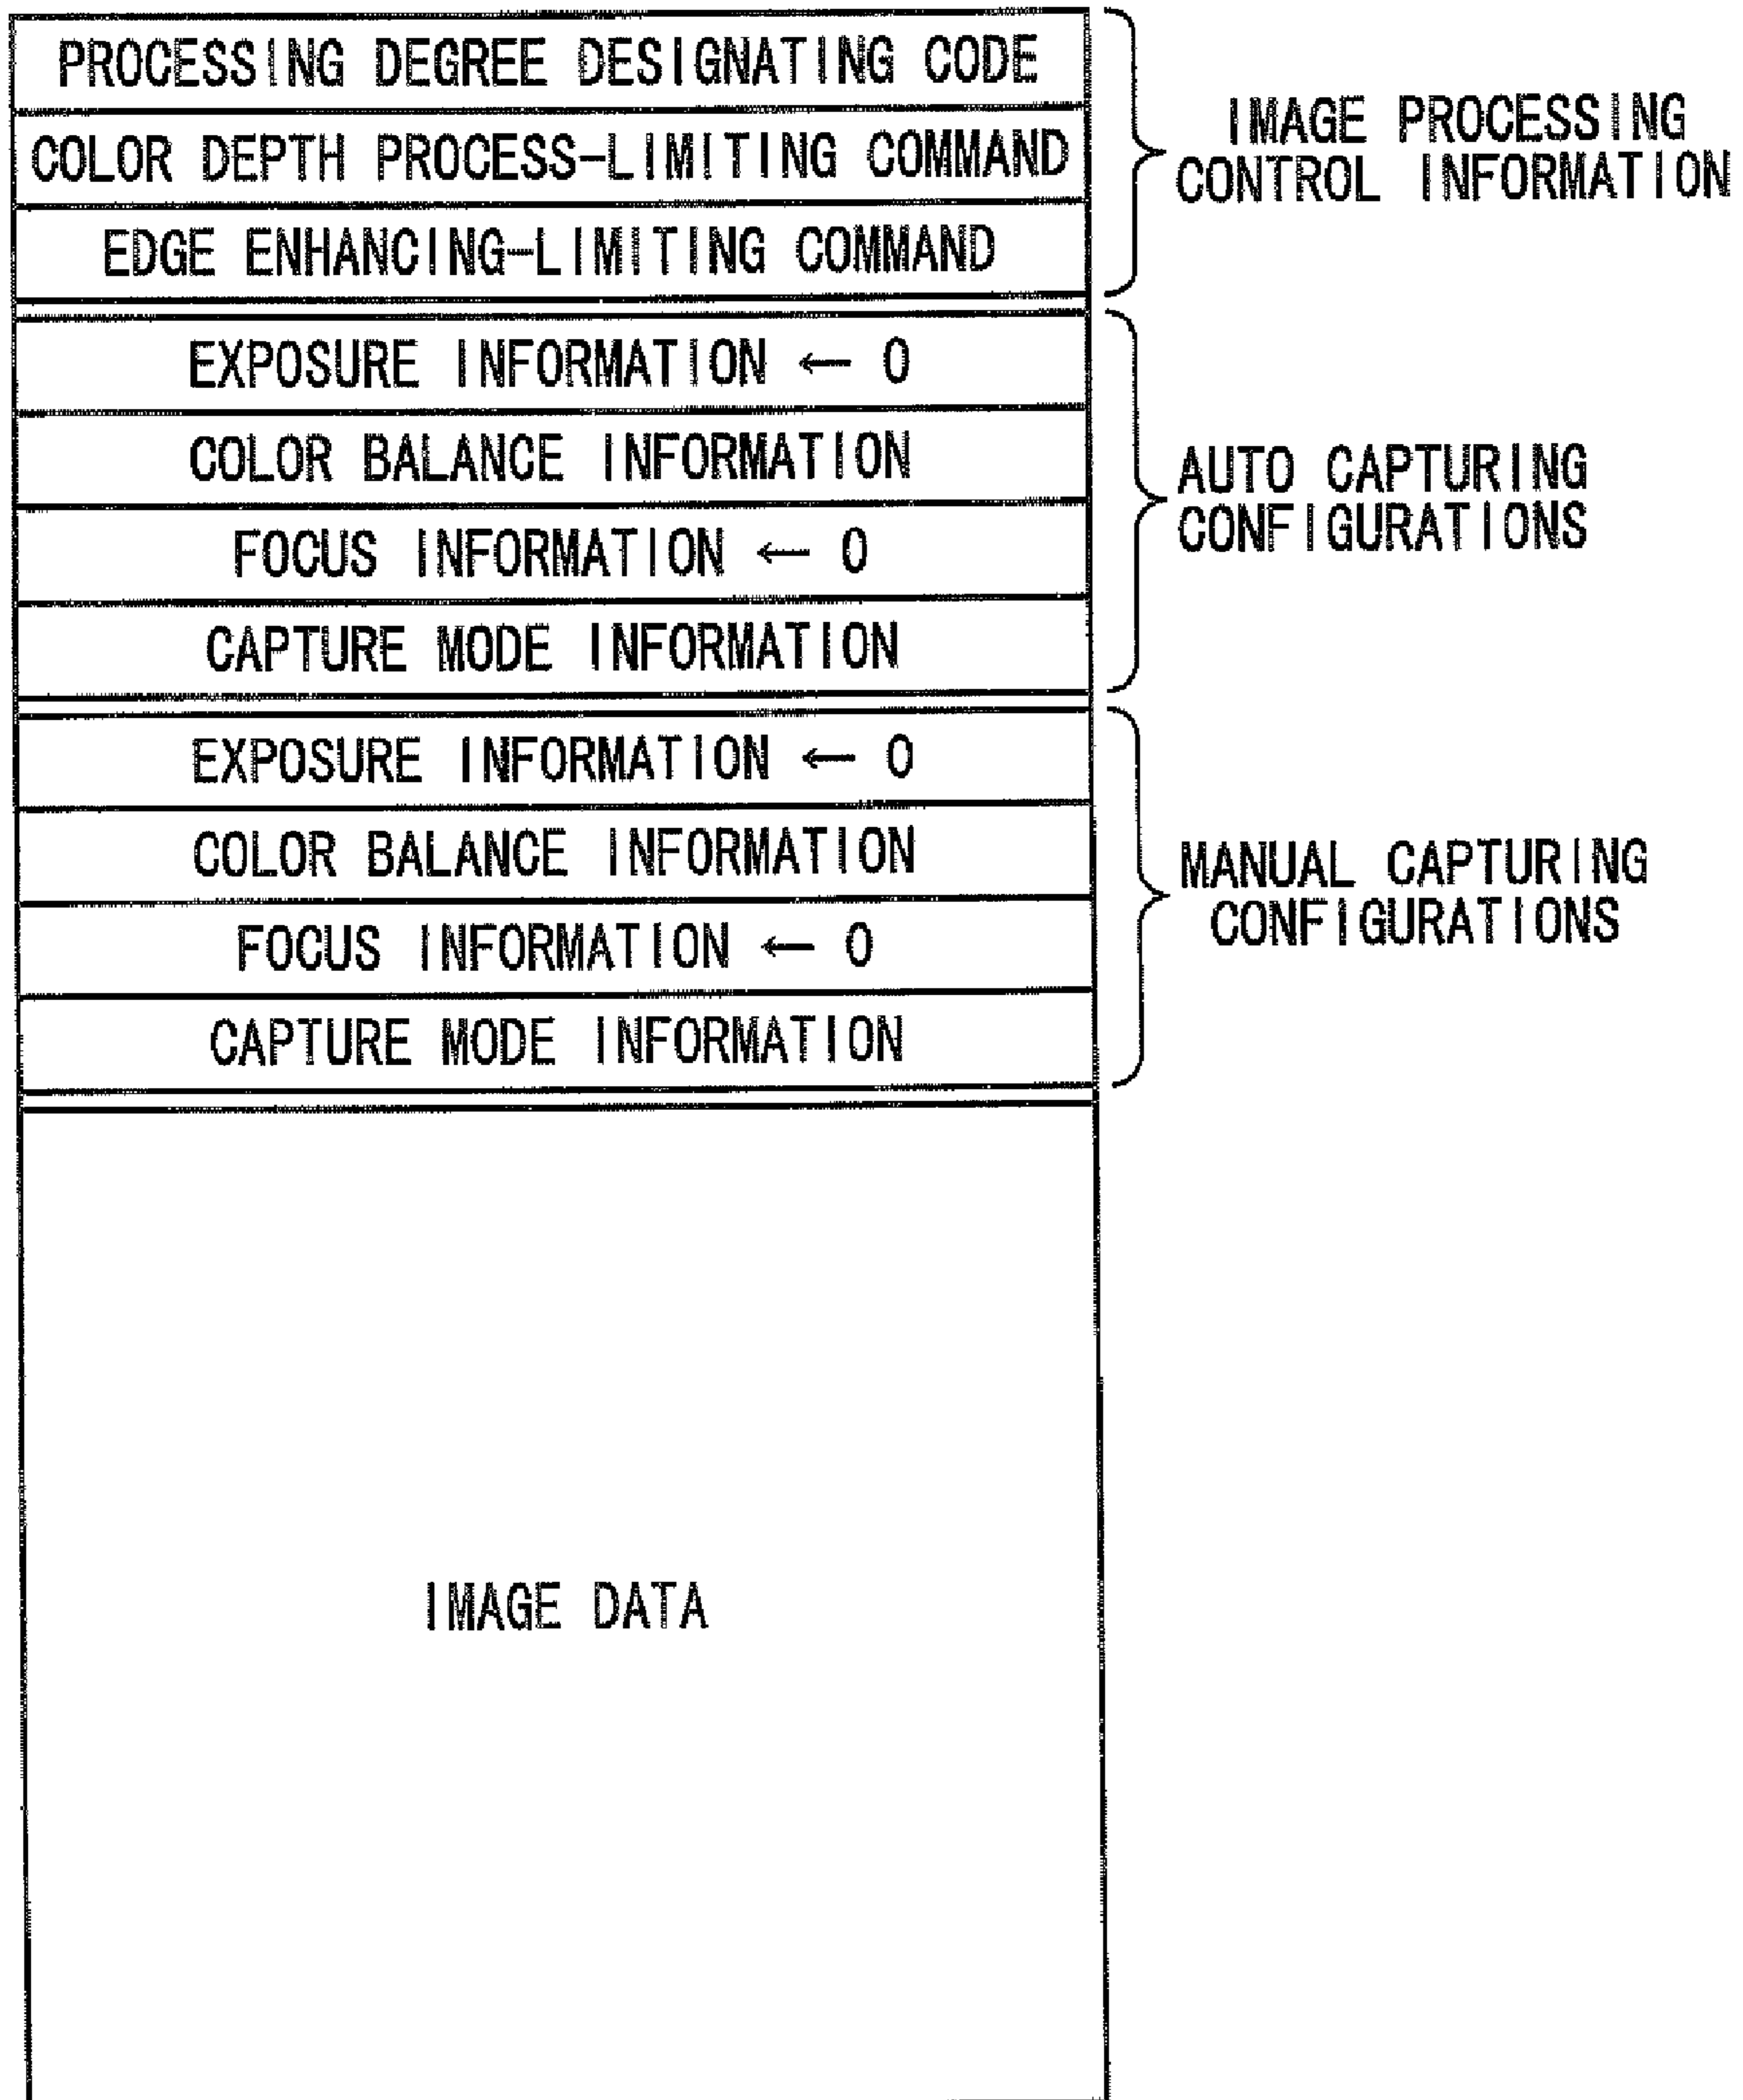 PROCESSING DEGREE DESIGNATING CODE
COLOR DEPTH PROCESS-LIMITING COMMAND
EDGE ENHANCING-LIMITING COMMAND
IMAGE PROCESSING
CONTROL INFORMATION
EXPOSURE INFORMATION ← 0
COLOR BALANCE INFORMATION
FOCUS INFORMATION ← 0
CAPTURE MODE INFORMATION
AUTO CAPTURING
CONFIGURATIONS
EXPOSURE INFORMATION ← 0
COLOR BALANCE INFORMATION
FOCUS INFORMATION ← 0
CAPTURE MODE INFORMATION
MANUAL CAPTURING
CONFIGURATIONS
IMAGE DATA